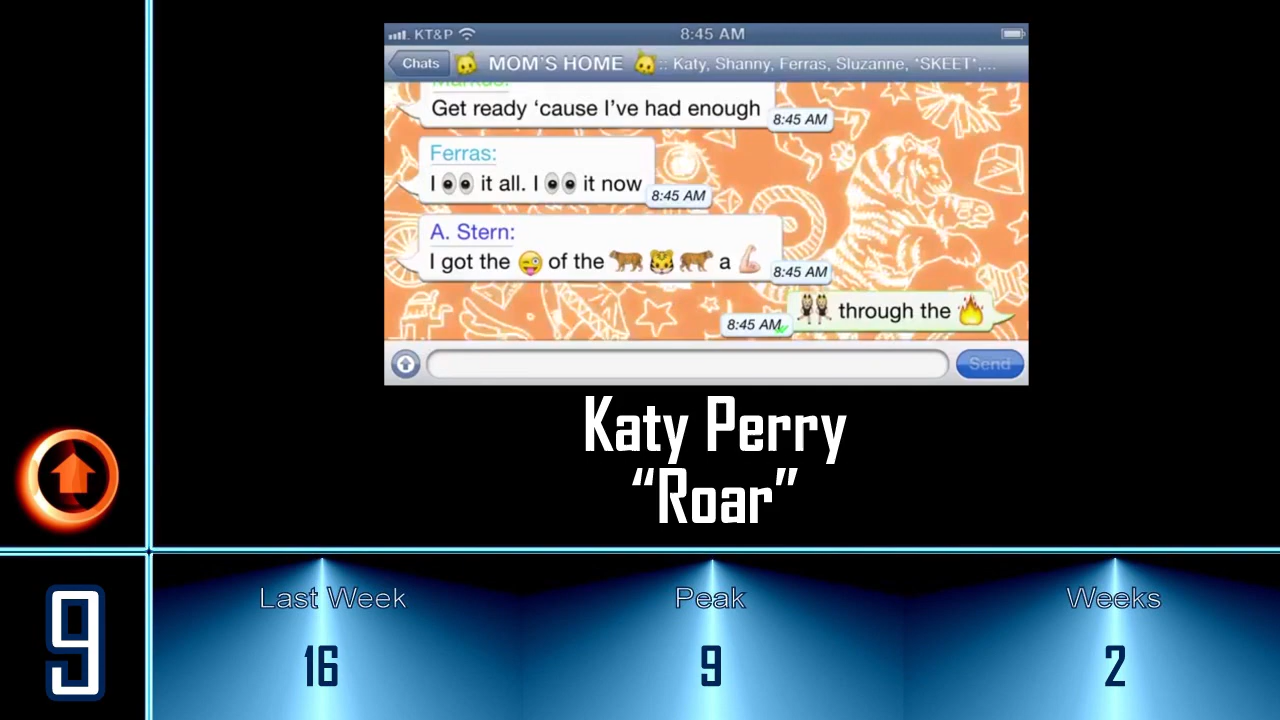 KT&P 8:45 AM
Chats MOM'S HOME :: Katy, Shanny, Ferras, Sluzanne, *SKEET*,...
Markus:
Get ready ‘cause I’ve had enough 8:45 AM
Ferras:
I 👀 it all. I 👀 it now 8:45 AM
A. Stern:
I got the 😜 of the 🐅 🐯 🐅 a 💪 8:45 AM
👯 through the 🔥
8:45 AM
Send
Katy Perry
“Roar”
Last Week Peak Weeks
9 16 9 2